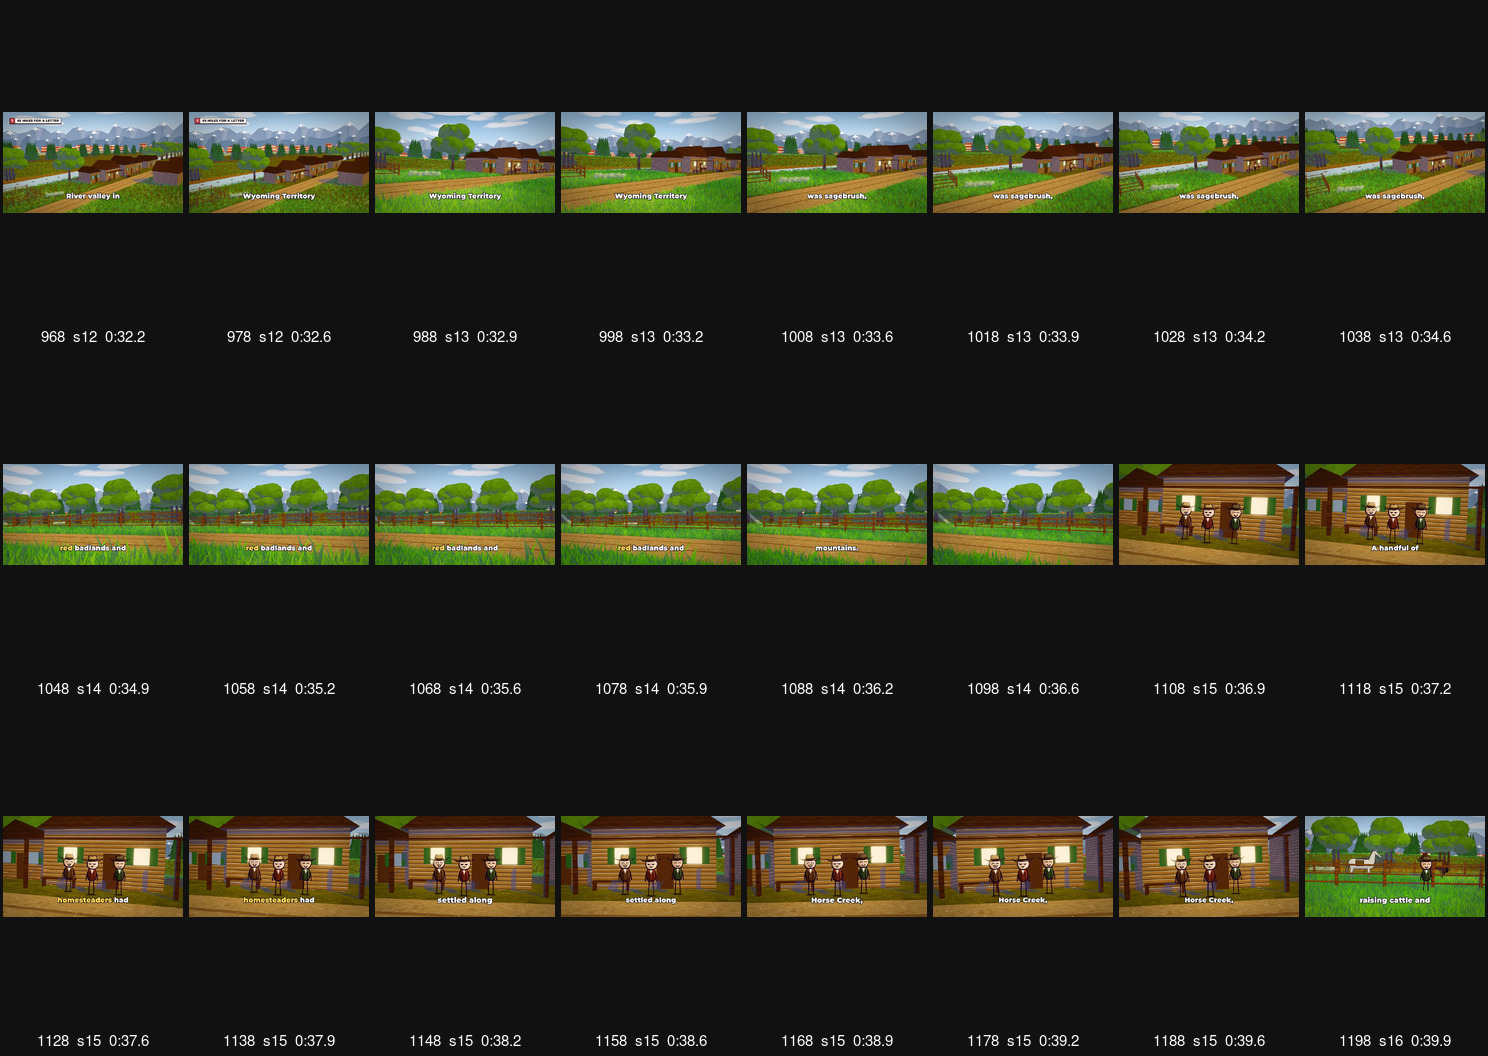 65 MILES FOR A LETTER
65 MILES FOR A LETTER
River valley in
Wyoming Territory
Wyoming Territory
Wyoming Territory
was sagebrush,
was sagebrush,
was sagebrush,
was sagebrush,
968 s12 0:32.2
978 s12 0:32.6
988 s13 0:32.9
998 s13 0:33.2
1008 s13 0:33.6
1018 s13 0:33.9
1028 s13 0:34.2
1038 s13 0:34.6
red badlands and
red badlands and
red badlands and
red badlands and
mountains.
A handful of
1048 s14 0:34.9
1058 s14 0:35.2
1068 s14 0:35.6
1078 s14 0:35.9
1088 s14 0:36.2
1098 s14 0:36.6
1108 s15 0:36.9
1118 s15 0:37.2
homesteaders had
homesteaders had
settled along
settled along
Horse Creek,
Horse Creek,
Horse Creek,
raising cattle and
1128 s15 0:37.6
1138 s15 0:37.9
1148 s15 0:38.2
1158 s15 0:38.6
1168 s15 0:38.9
1178 s15 0:39.2
1188 s15 0:39.6
1198 s16 0:39.9